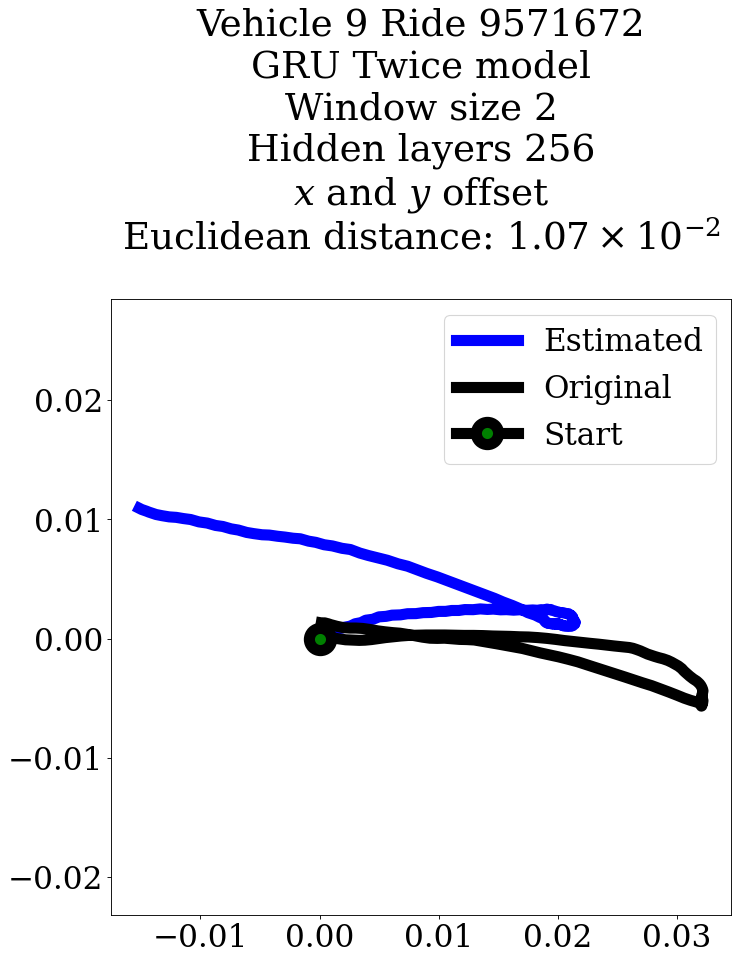 Vehicle 9 Ride 9571672
GRU Twice model
Window size 2
Hidden layers 256
x and y offset
Euclidean distance: 1.07 × 10⁻²
Estimated
Original
Start
0.02
0.01
0.00
−0.01
−0.02
−0.01 0.00 0.01 0.02 0.03